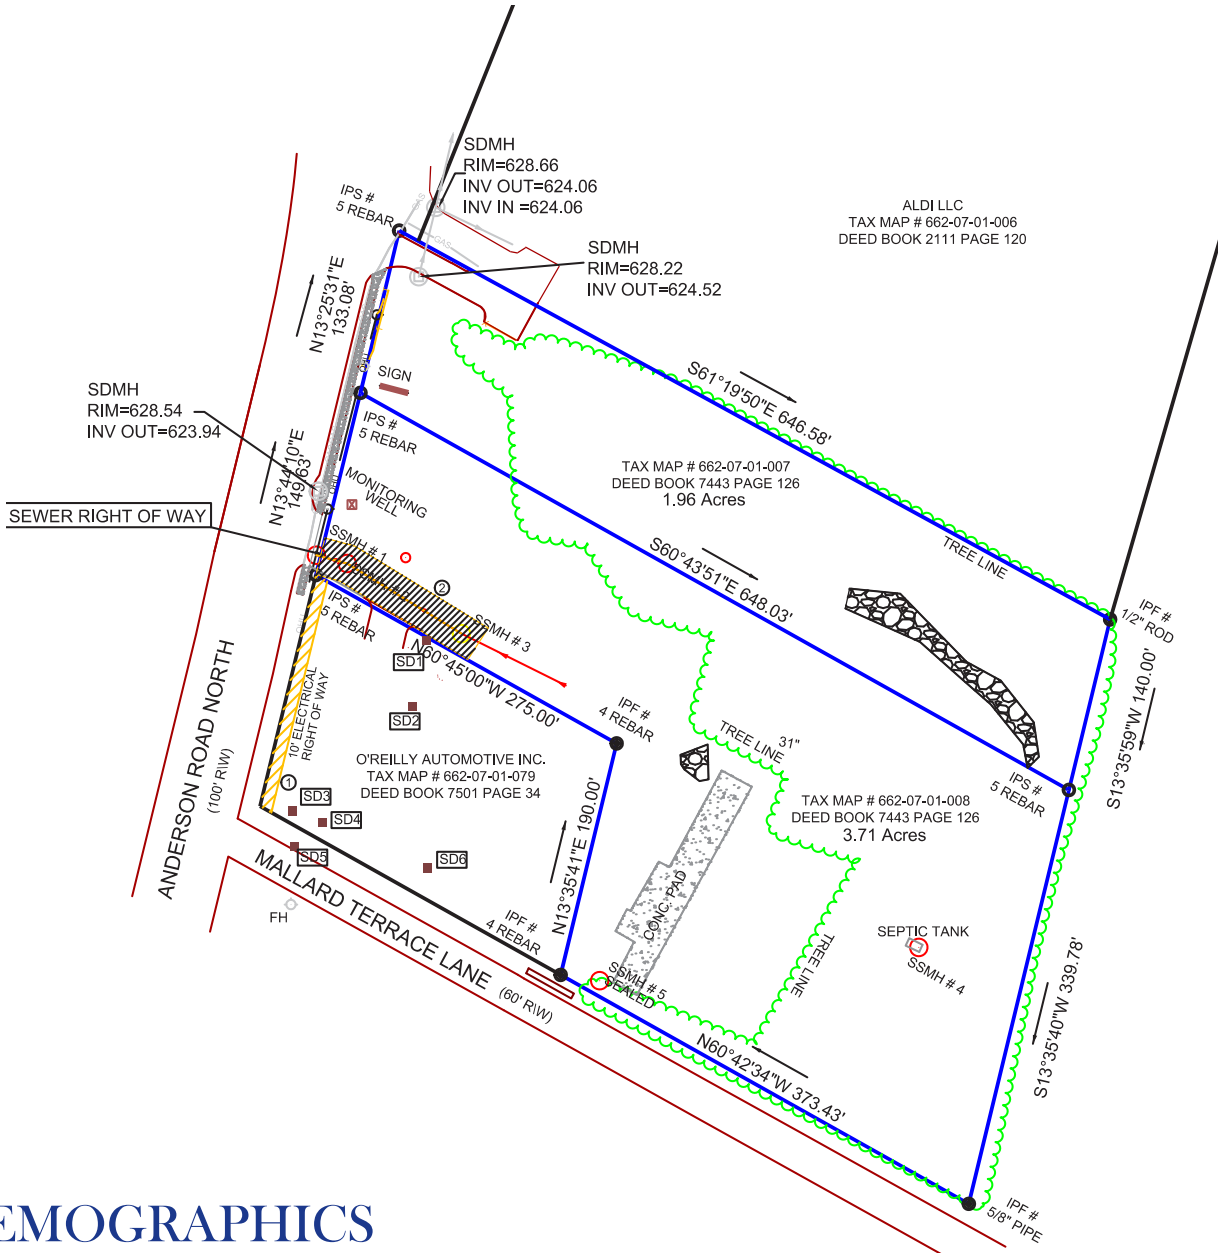 SDMH
RIM=628.66
INV OUT=624.06
INV IN =624.06
IPS #
5 REBAR
GAS
GAS
ALDI LLC
TAX MAP # 662-07-01-006
DEED BOOK 2111 PAGE 120
SDMH
RIM=628.22
INV OUT=624.52
N13°25'31"E
133.08'
SIGN
S61°19'50"E 646.58'
SDMH
RIM=628.54
INV OUT=623.94
IPS #
5 REBAR
N13°44'10"E
149.63'
MONITORING
WELL
TAX MAP # 662-07-01-007
DEED BOOK 7443 PAGE 126
1.96 Acres
SEWER RIGHT OF WAY
SSMH # 1
S60°43'51"E 648.03'
TREE LINE
2
IPS #
5 REBAR
SSMH # 3
IPF #
1/2" ROD
SD1
N60°45'00"W 275.00'
S13°35'59"W 140.00'
10' ELECTRICAL
RIGHT OF WAY
SD2
IPF #
4 REBAR
TREE LINE
31"
ANDERSON ROAD NORTH
(100' R\W)
O'REILLY AUTOMOTIVE INC.
TAX MAP # 662-07-01-079
DEED BOOK 7501 PAGE 34
1
IPS #
5 REBAR
SD3
SD4
SD5
SD6
TAX MAP # 662-07-01-008
DEED BOOK 7443 PAGE 126
3.71 Acres
N13°35'41"E 190.00'
CONC. PAD
MALLARD TERRACE LANE (60' R\W)
FH
IPF #
4 REBAR
SEPTIC TANK
SSMH # 4
TREE LINE
SSMH # 5
SEALED
S13°35'40"W 339.78'
N60°42'34"W 373.43'
IPF #
5/8" PIPE
EMOGRAPHICS